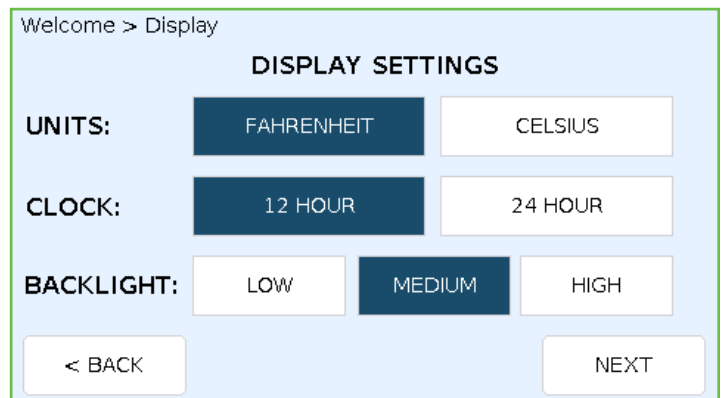 Welcome > Display
DISPLAY SETTINGS
UNITS: FAHRENHEIT CELSIUS
CLOCK: 12 HOUR 24 HOUR
BACKLIGHT: LOW MEDIUM HIGH
< BACK NEXT